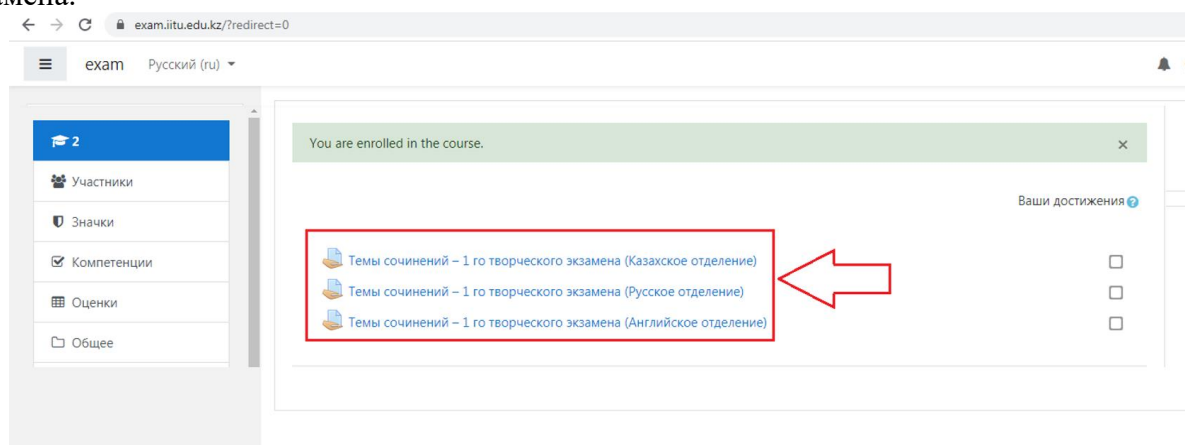 exam.iitu.edu.kz/?redirect=0
exam Русский (ru)
2
Участники
Значки
Компетенции
Оценки
Общее
You are enrolled in the course. ×
Ваши достижения ?
Темы сочинений – 1 го творческого экзамена (Казахское отделение)
Темы сочинений – 1 го творческого экзамена (Русское отделение)
Темы сочинений – 1 го творческого экзамена (Английское отделение)